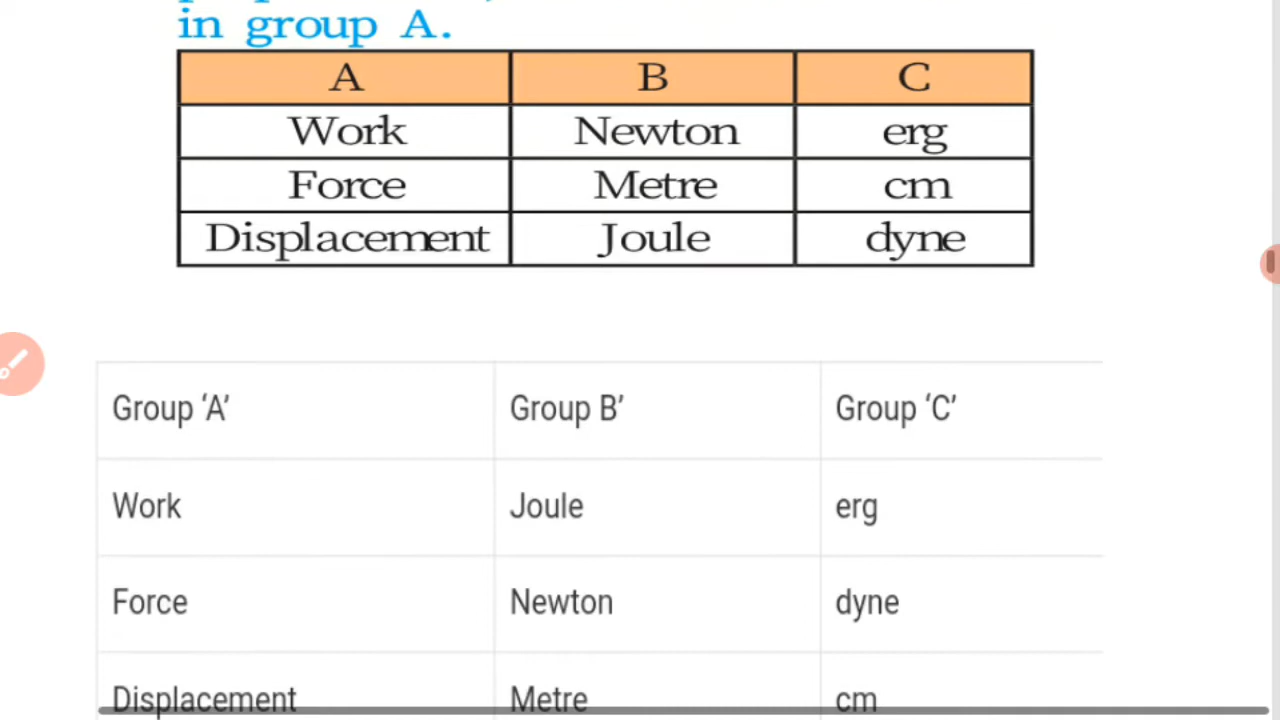 in group A.
A B C
Work Newton erg
Force Metre cm
Displacement Joule dyne
Group ‘A’ Group B’ Group ‘C’
Work Joule erg
Force Newton dyne
Displacement Metre cm